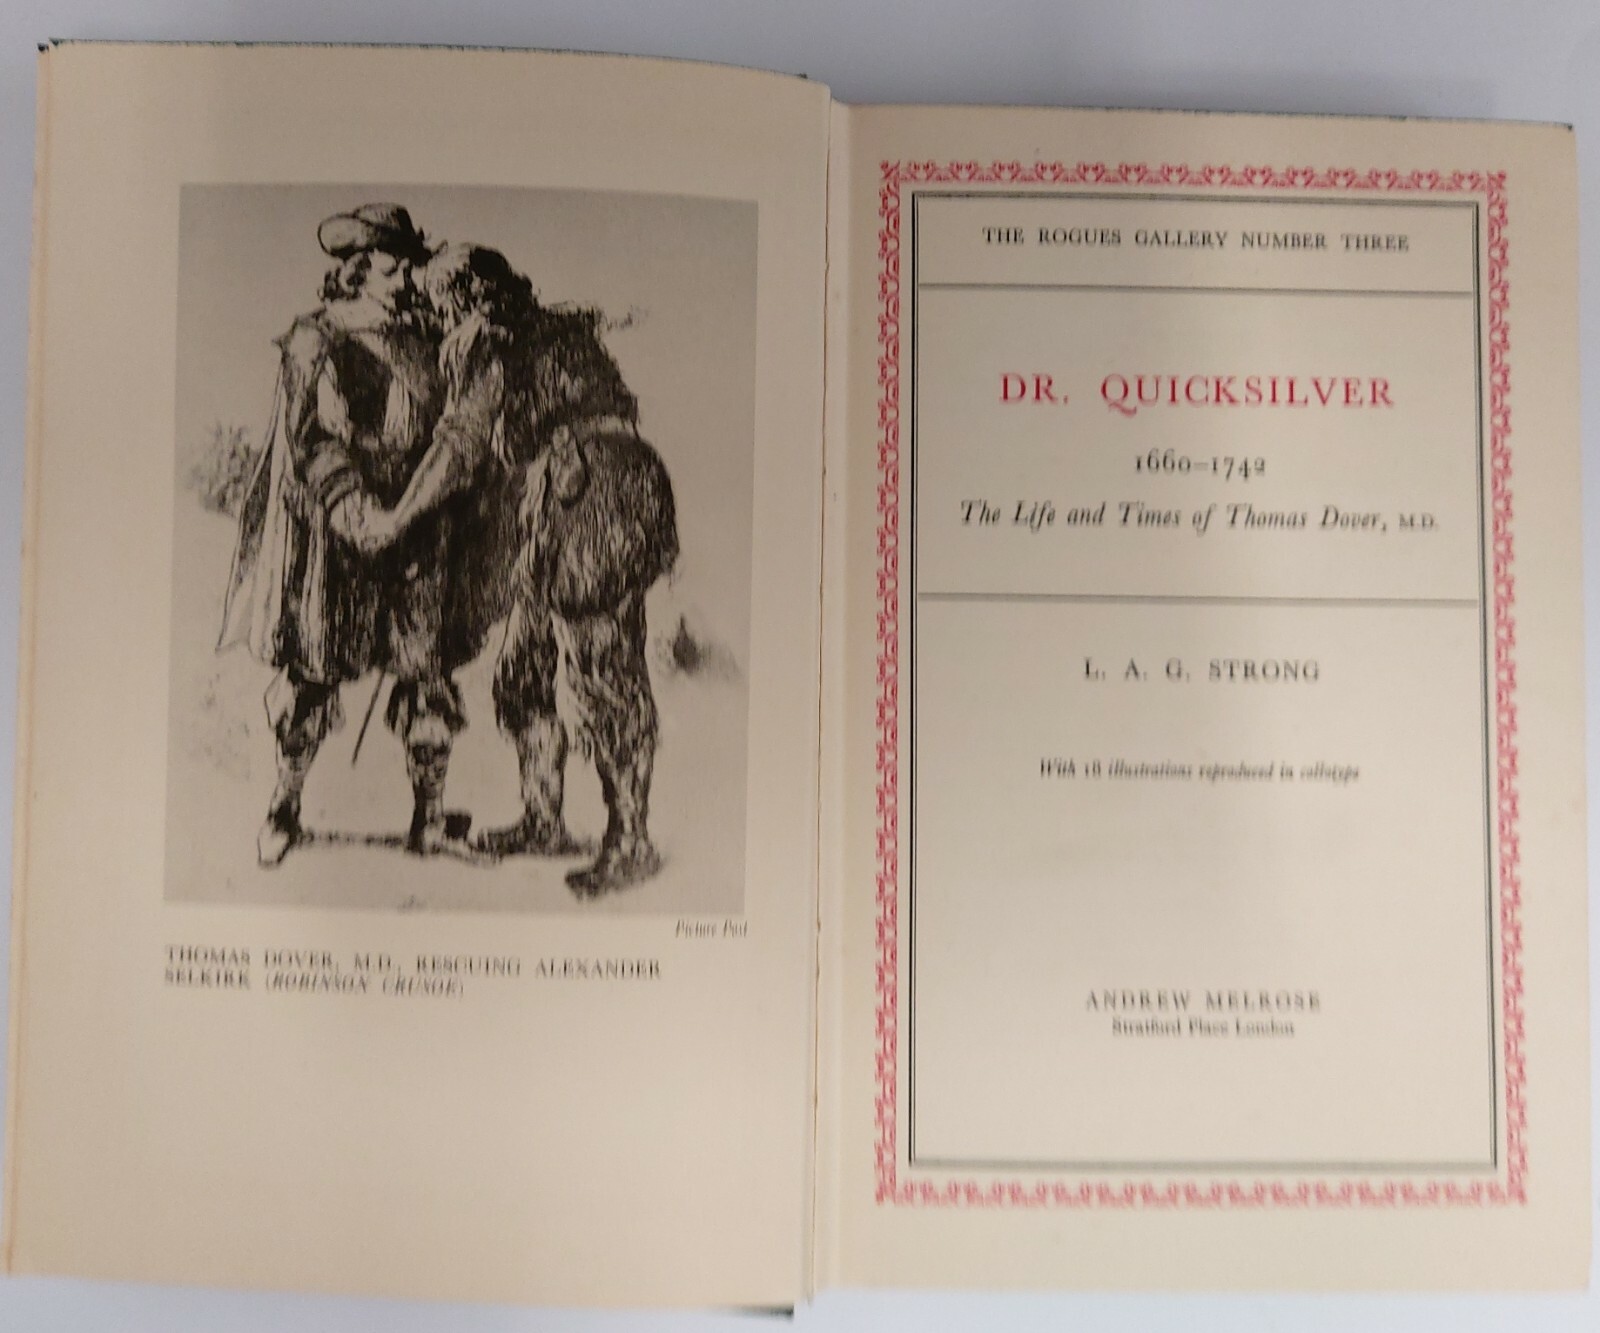 Picture Post
THOMAS DOVER, M.D., RESCUING ALEXANDER
SELKIRK (ROBINSON CRUSOE)
THE ROGUES GALLERY NUMBER THREE
DR. QUICKSILVER
1660–1742
The Life and Times of Thomas Dover, M.D.
L. A. G. STRONG
With 18 illustrations reproduced in collotype
ANDREW MELROSE
Stratford Place London